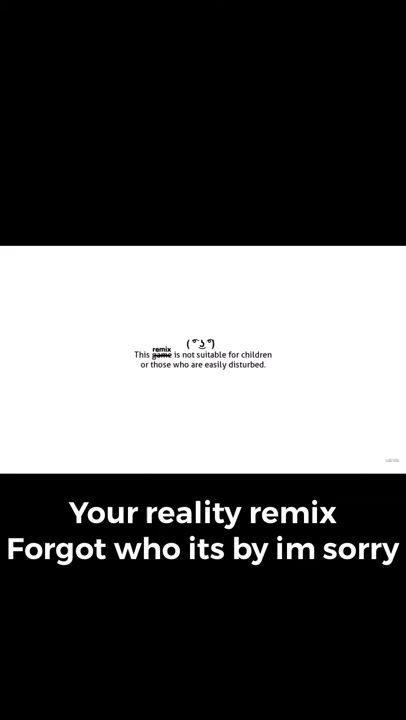 ( ͡° ͜ʖ ͡°)
remix
This game is not suitable for children
or those who are easily disturbed.
Your reality remix
Forgot who its by im sorry